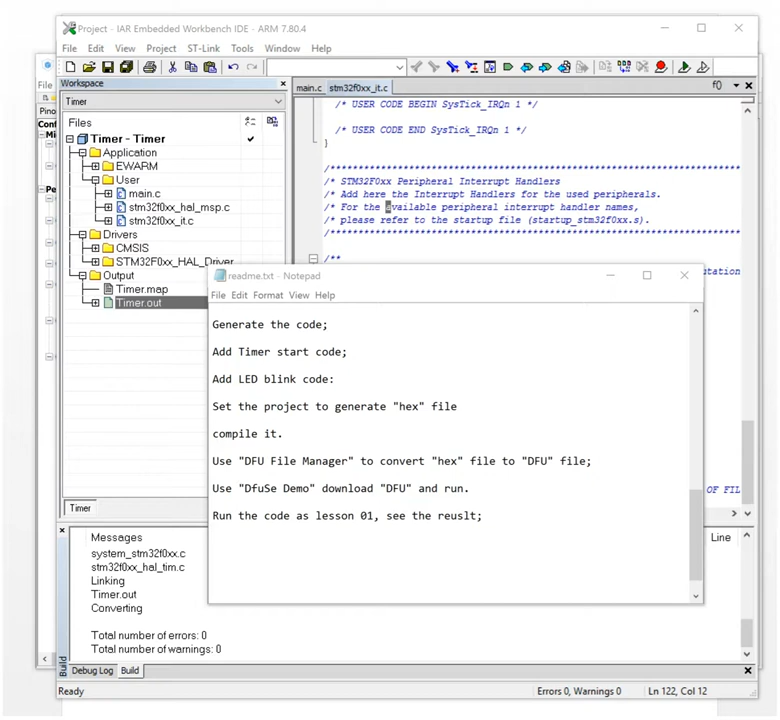 Project - IAR Embedded Workbench IDE - ARM 7.80.4
File Edit View Project ST-Link Tools Window Help
Workspace
Timer
Files
Timer - Timer
Application
EWARM
User
main.c
stm32f0xx_hal_msp.c
stm32f0xx_it.c
Drivers
CMSIS
STM32F0xx_HAL_Driver
Output
Timer.map
Timer.out
Timer
main.c stm32f0xx_it.c
f0
/* USER CODE BEGIN SysTick_IRQn 1 */
/* USER CODE END SysTick_IRQn 1 */
}
/******************************************************************************
/* STM32F0xx Peripheral Interrupt Handlers
/* Add here the Interrupt Handlers for the used peripherals.
/* For the available peripheral interrupt handler names,
/* please refer to the startup file (startup_stm32f0xx.s).
/******************************************************************************
/**
OF FIL
readme.txt - Notepad
File Edit Format View Help
Generate the code;
Add Timer start code;
Add LED blink code:
Set the project to generate "hex" file
compile it.
Use "DFU File Manager" to convert "hex" file to "DFU" file;
Use "DfuSe Demo" download "DFU" and run.
Run the code as lesson 01, see the reuslt;
Messages
Line
system_stm32f0xx.c
stm32f0xx_hal_tim.c
Linking
Timer.out
Converting
Total number of errors: 0
Total number of warnings: 0
Build
Debug Log Build
Ready
Errors 0, Warnings 0
Ln 122, Col 12
File
Pino